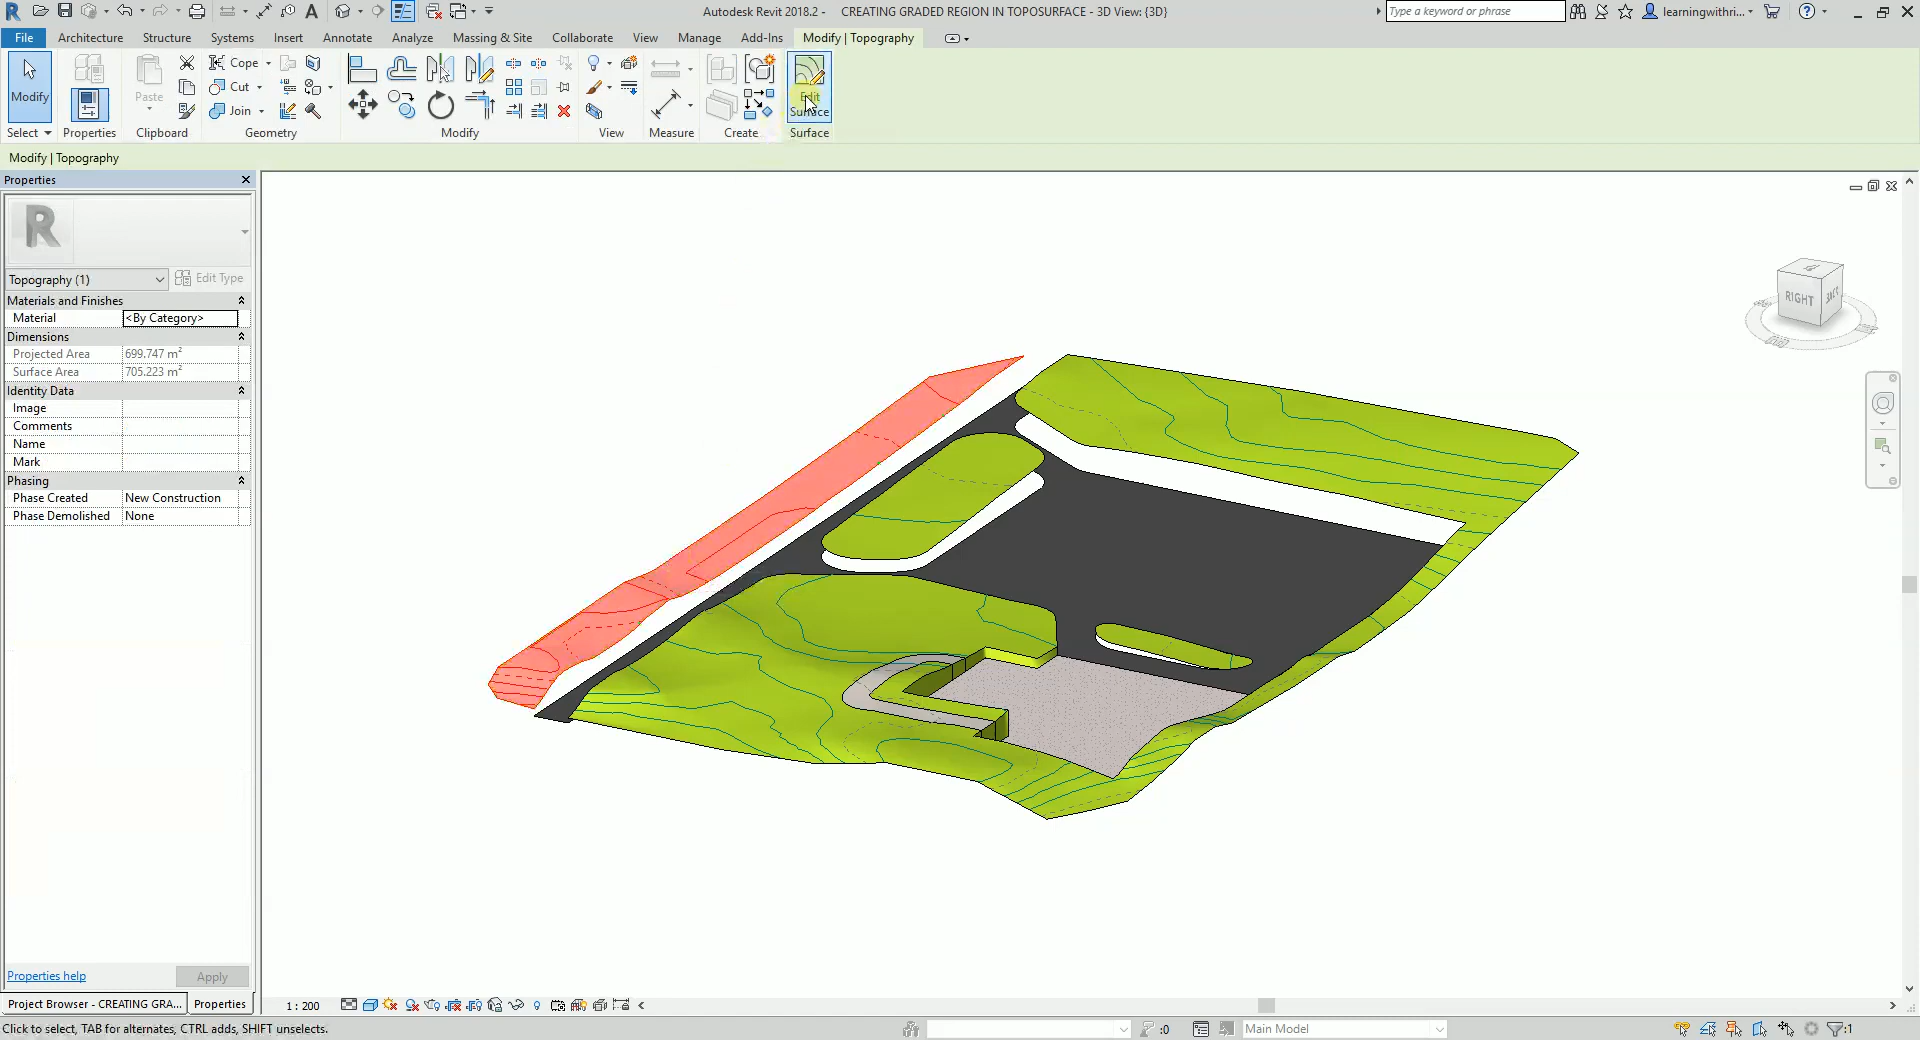 Autodesk Revit 2018.2 - CREATING GRADED REGION IN TOPOSURFACE - 3D View: {3D}
Type a keyword or phrase
learningwithri...
File Architecture Structure Systems Insert Annotate Analyze Massing & Site Collaborate View Manage Add-Ins Modify | Topography
Modify
Paste
Cope
Cut
Join
Edit
Surface
Select Properties Clipboard Geometry Modify View Measure Create Surface
Modify | Topography
Properties
Topography (1) Edit Type
Materials and Finishes
Material <By Category>
Dimensions
Projected Area 699.747 m²
Surface Area 705.223 m²
Identity Data
Image
Comments
Name
Mark
Phasing
Phase Created New Construction
Phase Demolished None
RIGHT
Properties help Apply
Project Browser - CREATING GRA... Properties
1 : 200
Click to select, TAB for alternates, CTRL adds, SHIFT unselects.
:0
Main Model
:1